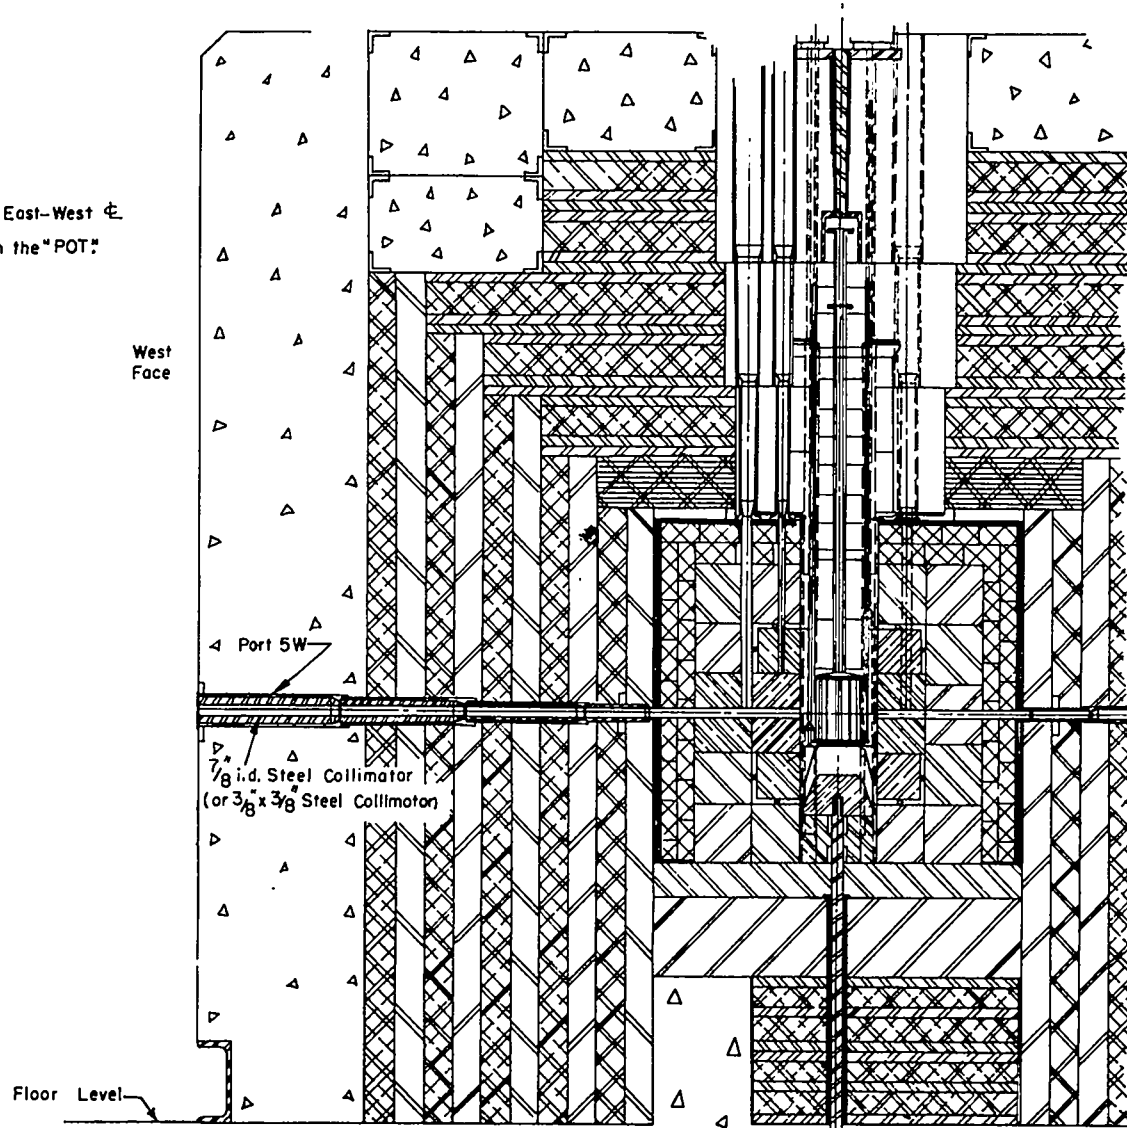 East-West ℄
the "POT."
West
Face
Port 5W
7/8" i.d. Steel Collimator
(or 3/8" x 3/8" Steel Collimator)
Floor Level